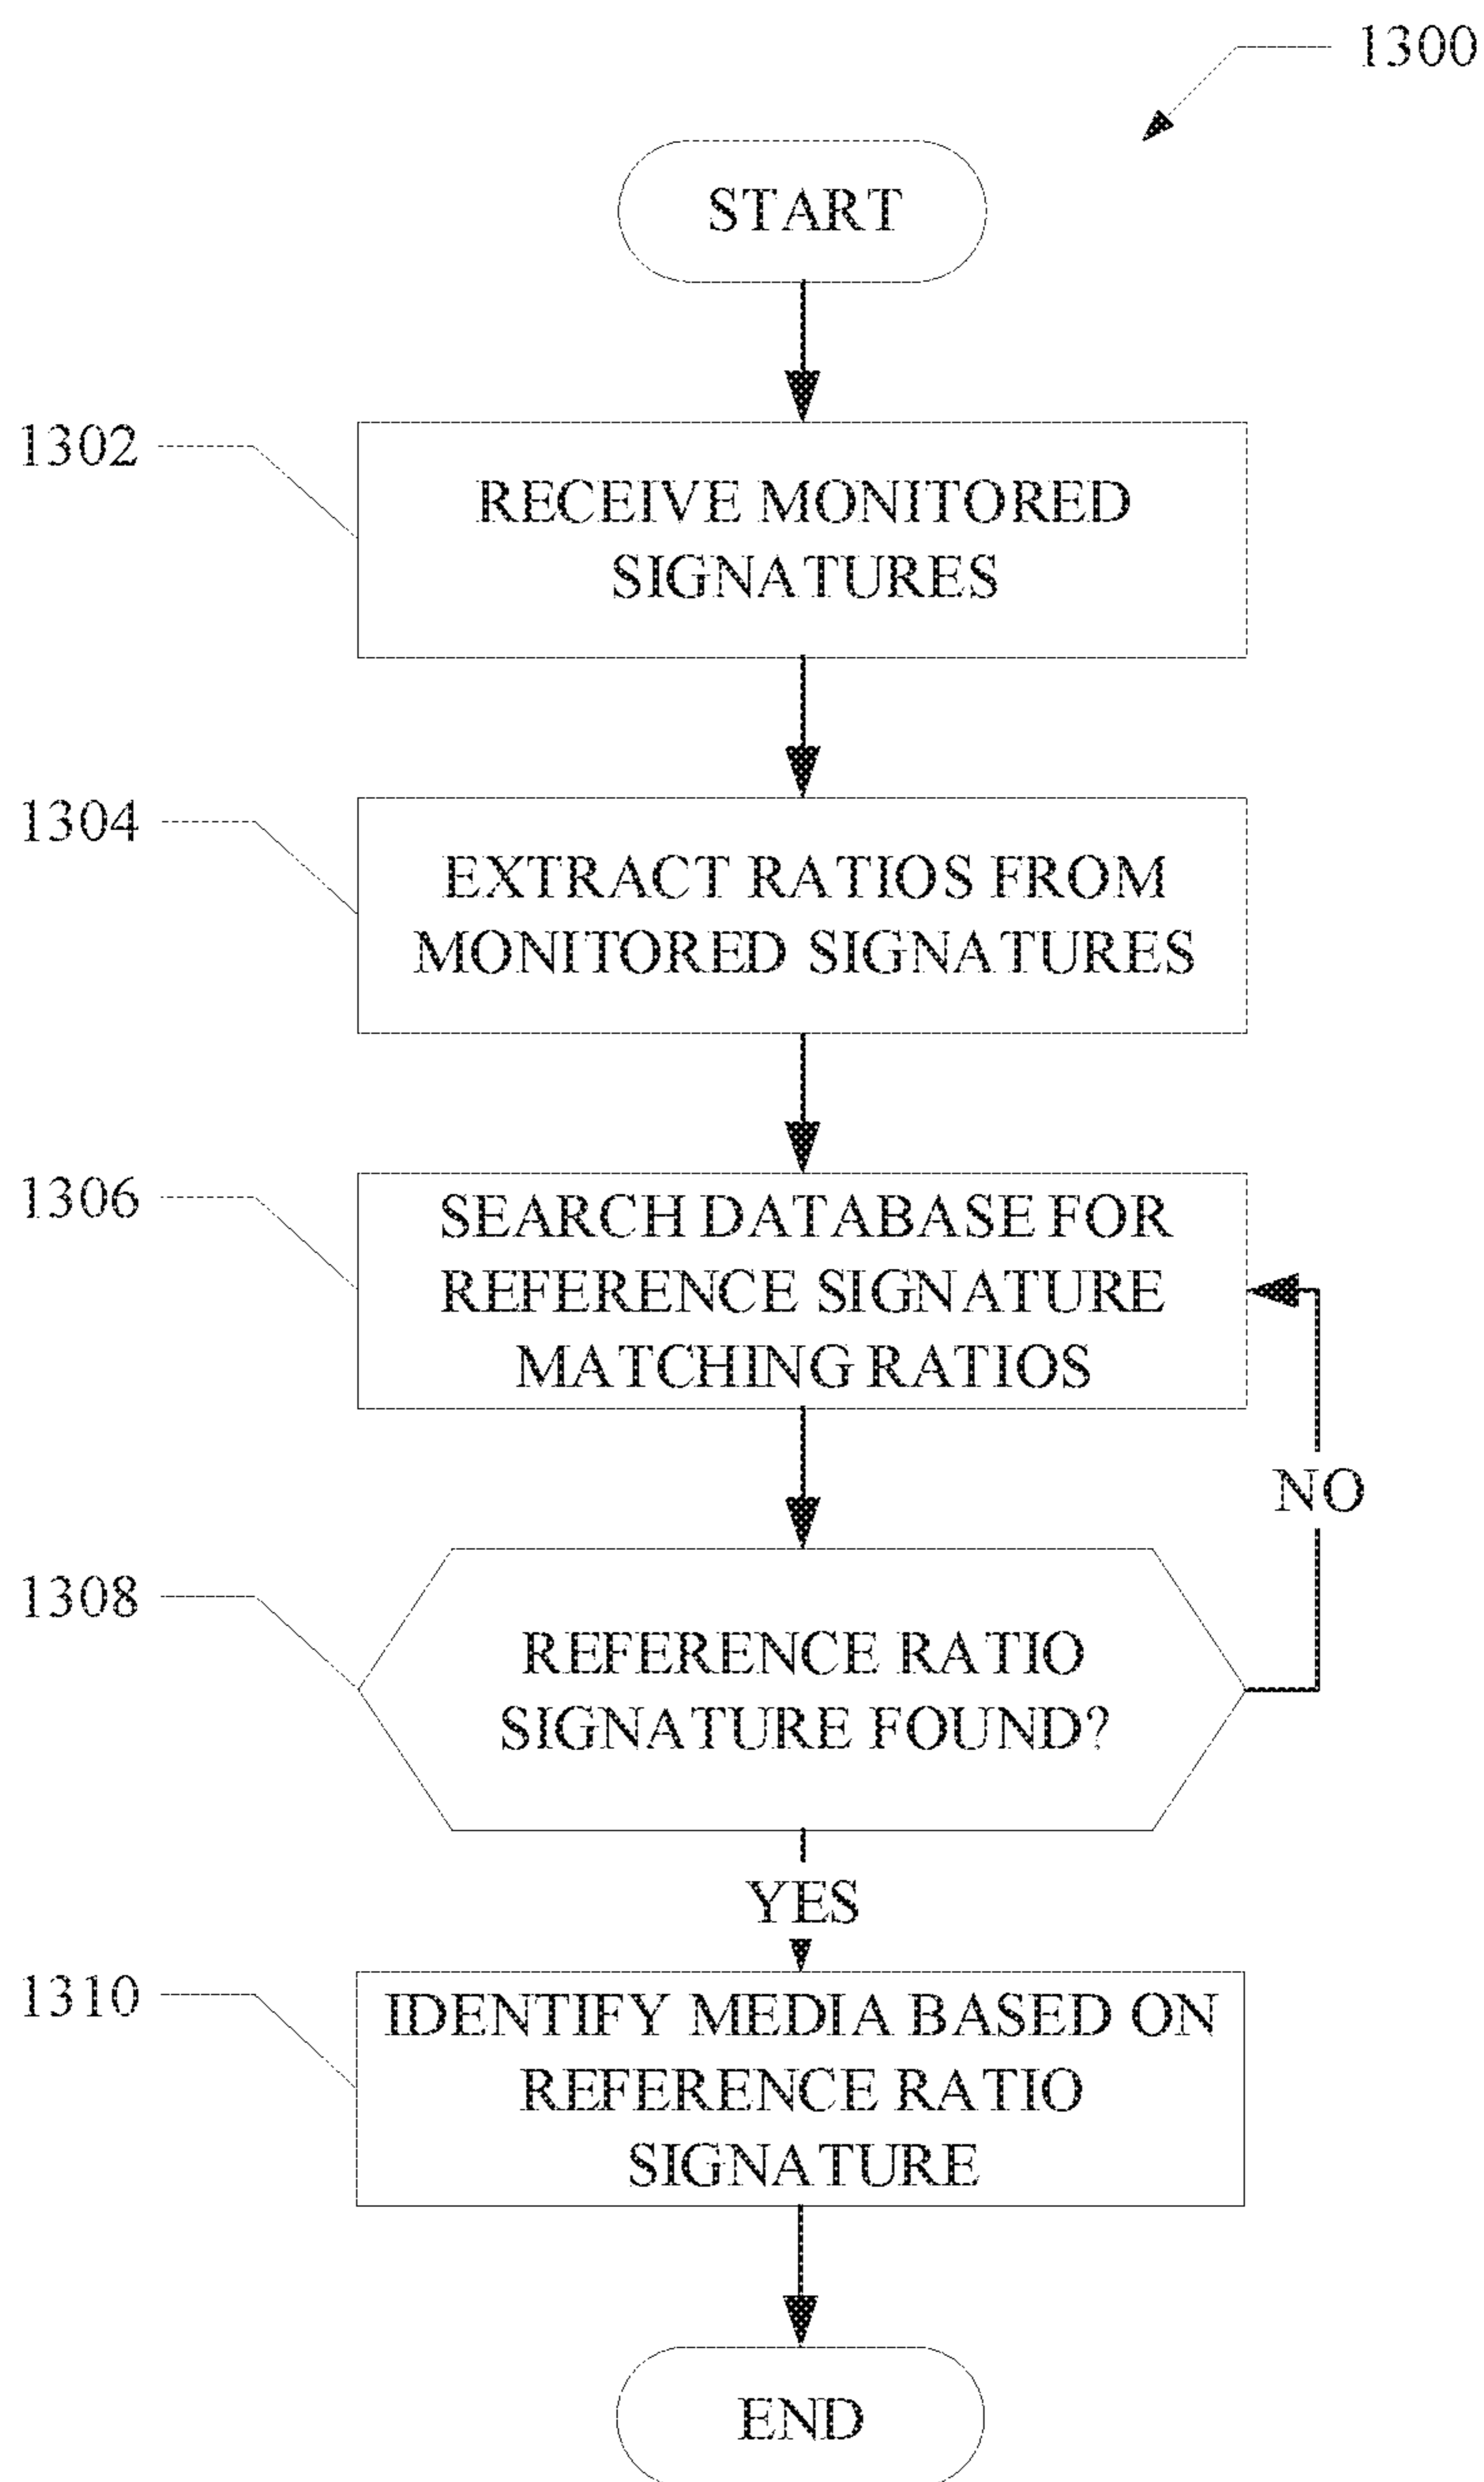 1300
START
1302
RECEIVE MONITORED
SIGNATURES
1304
EXTRACT RATIOS FROM
MONITORED SIGNATURES
1306
SEARCH DATABASE FOR
REFERENCE SIGNATURE
MATCHING RATIOS
NO
1308
REFERENCE RATIO
SIGNATURE FOUND?
YES
1310
IDENTIFY MEDIA BASED ON
REFERENCE RATIO
SIGNATURE
END